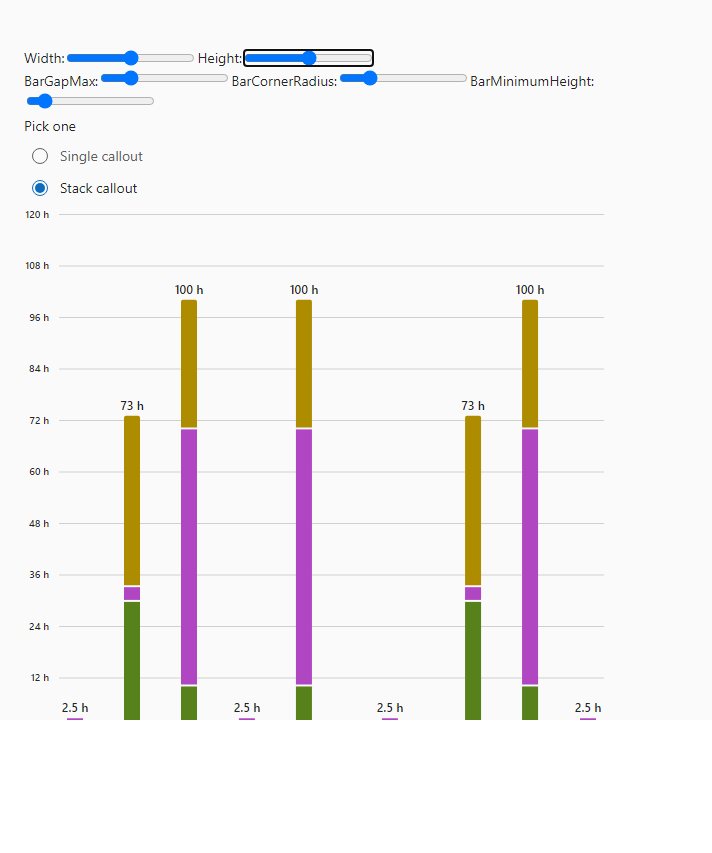 Width: Height:
BarGapMax: BarCornerRadius: BarMinimumHeight:
Pick one
Single callout
Stack callout
120 h
108 h
100 h 100 h 100 h
96 h
84 h
73 h 73 h
72 h
60 h
48 h
36 h
24 h
12 h
2.5 h 2.5 h 2.5 h 2.5 h